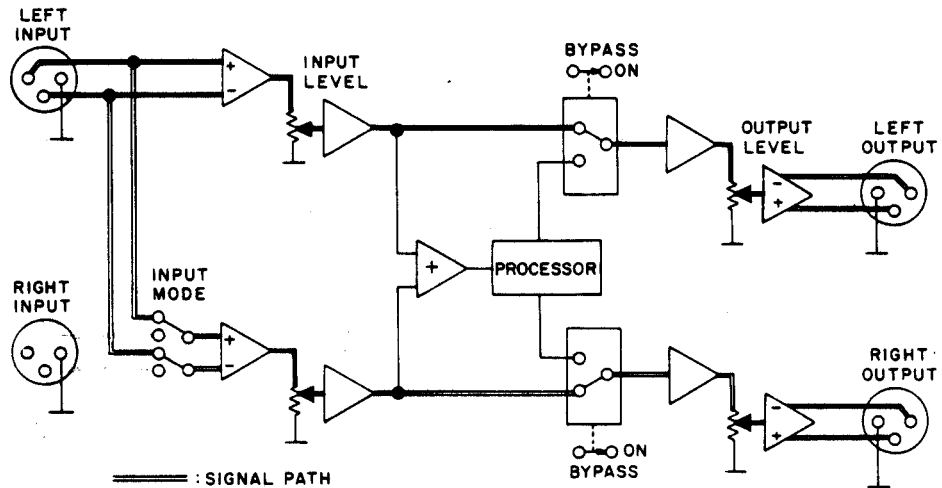 LEFT
INPUT
+
−
INPUT
LEVEL
BYPASS
ON
OUTPUT
LEVEL
LEFT
OUTPUT
−
+
+
PROCESSOR
RIGHT
INPUT
INPUT
MODE
+
−
RIGHT
OUTPUT
−
+
ON
BYPASS
: SIGNAL PATH